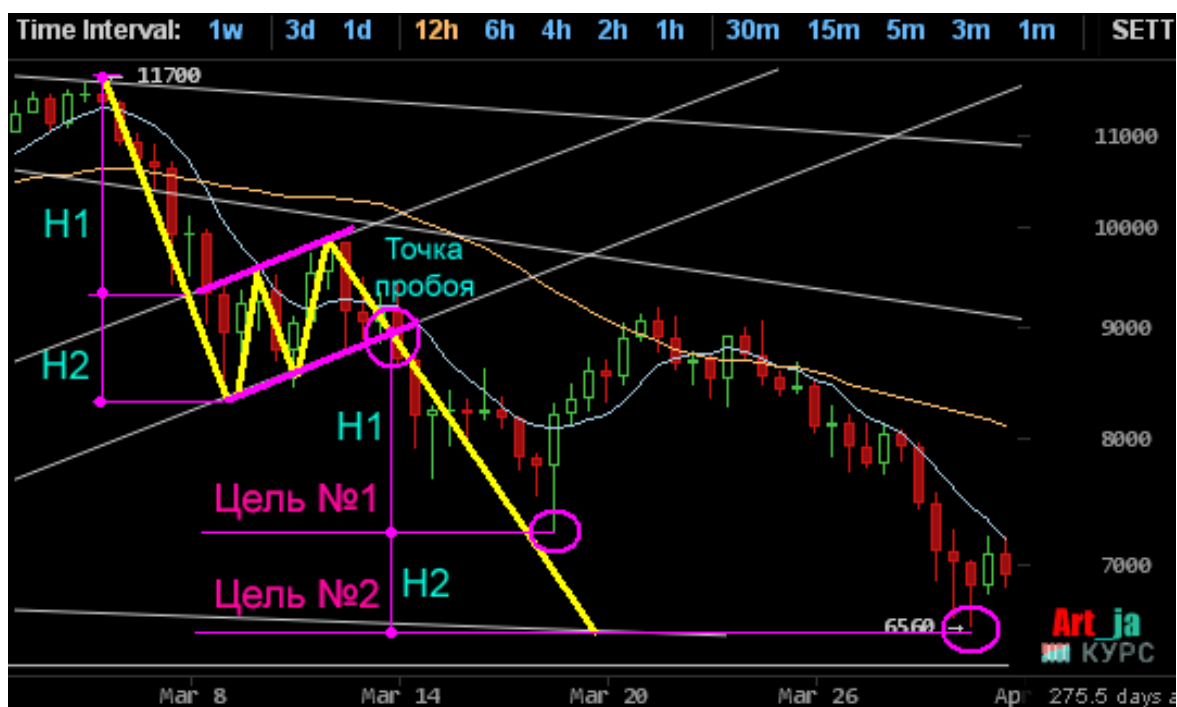 Time Interval: 1w 3d 1d 12h 6h 4h 2h 1h 30m 15m 5m 3m 1m SETT
11700
11000
H1
10000
Точка
пробоя
9000
H2
H1
8000
Цель №1
7000
H2
Цель №2
6560 →
Art_ja
КУРС
Mar 8 Mar 14 Mar 20 Mar 26 Ap 275.5 days a